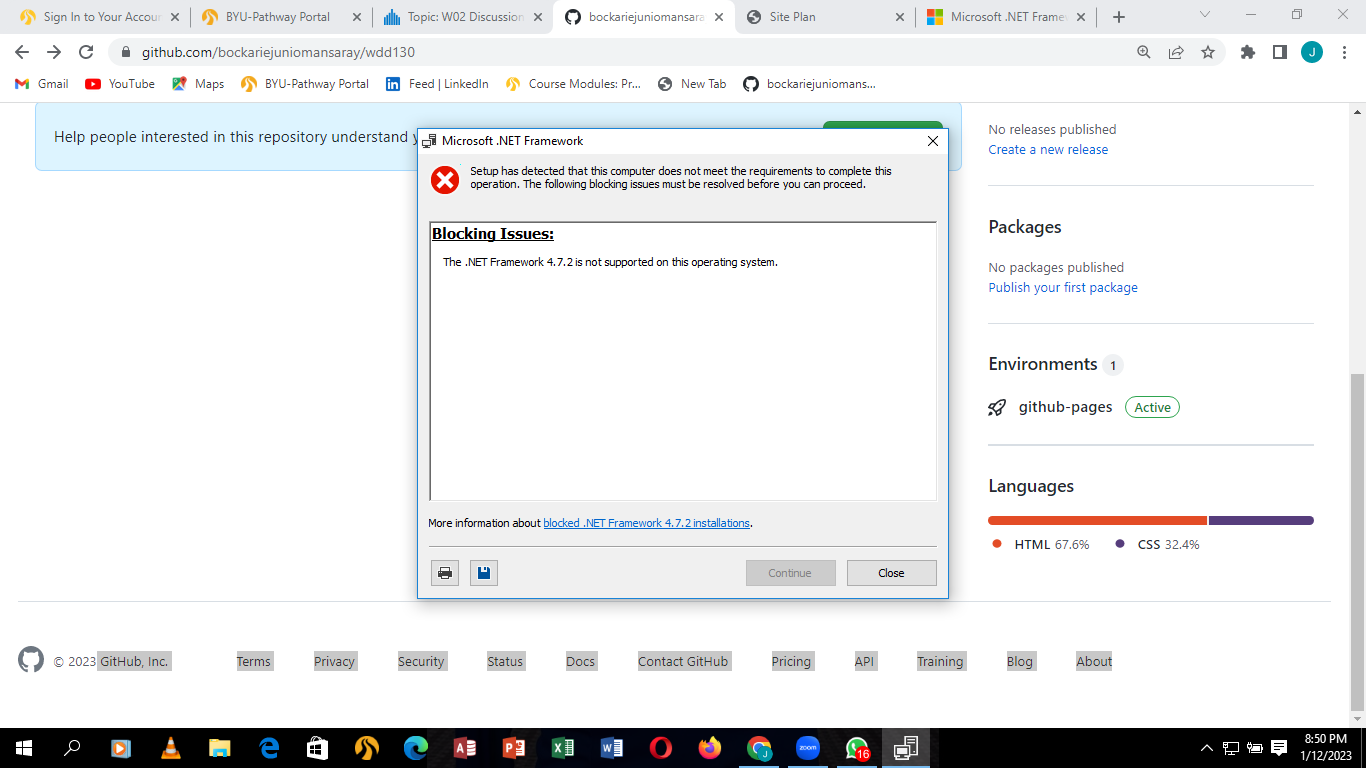 Sign In to Your Accoun
BYU-Pathway Portal
Topic: W02 Discussion
bockariejuniomansara
Site Plan
Microsoft .NET Frame
github.com/bockariejuniomansaray/wdd130
J
Gmail
YouTube
Maps
BYU-Pathway Portal
Feed | LinkedIn
Course Modules: Pr...
New Tab
bockariejuniomans...
Help people interested in this repository understand y
No releases published
Create a new release
Packages
No packages published
Publish your first package
Environments 1
github-pages Active
Languages
HTML 67.6% CSS 32.4%
Microsoft .NET Framework
Setup has detected that this computer does not meet the requirements to complete this
operation. The following blocking issues must be resolved before you can proceed.
Blocking Issues:
The .NET Framework 4.7.2 is not supported on this operating system.
More information about blocked .NET Framework 4.7.2 installations.
Continue
Close
© 2023 GitHub, Inc.
Terms
Privacy
Security
Status
Docs
Contact GitHub
Pricing
API
Training
Blog
About
zoom
J
16
8:50 PM
1/12/2023